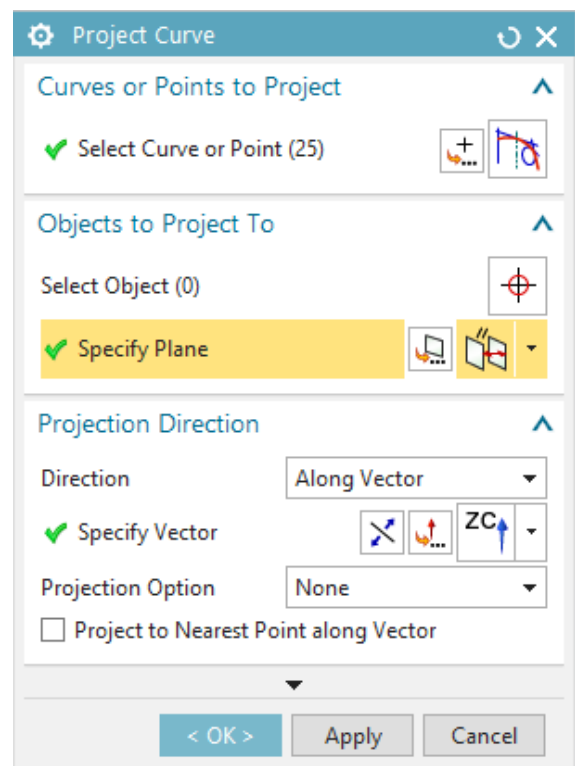 Project Curve
Curves or Points to Project
Select Curve or Point (25)
Objects to Project To
Select Object (0)
Specify Plane
Projection Direction
Direction Along Vector
Specify Vector ZC
Projection Option None
Project to Nearest Point along Vector
< OK > Apply Cancel